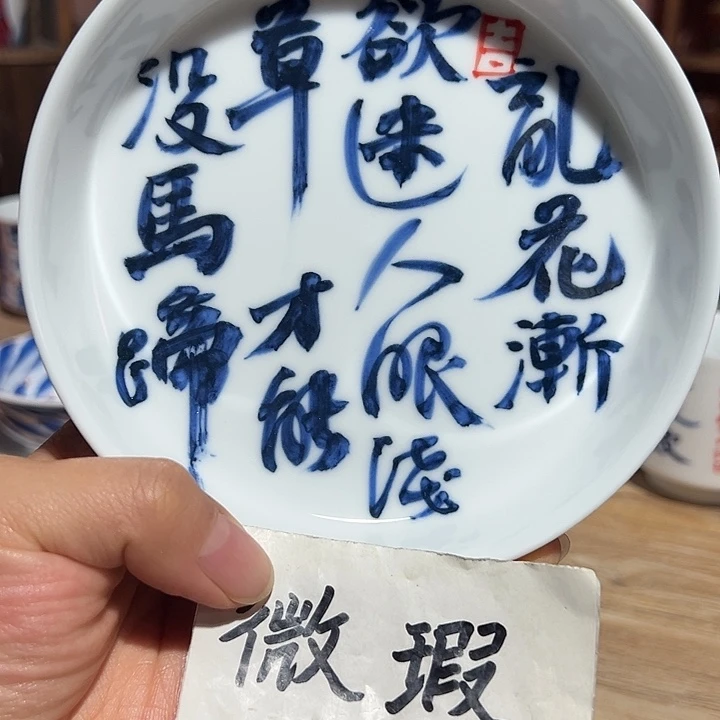 亂花漸
欲迷人眼淺
草才能
沒馬蹄
吉
微瑕